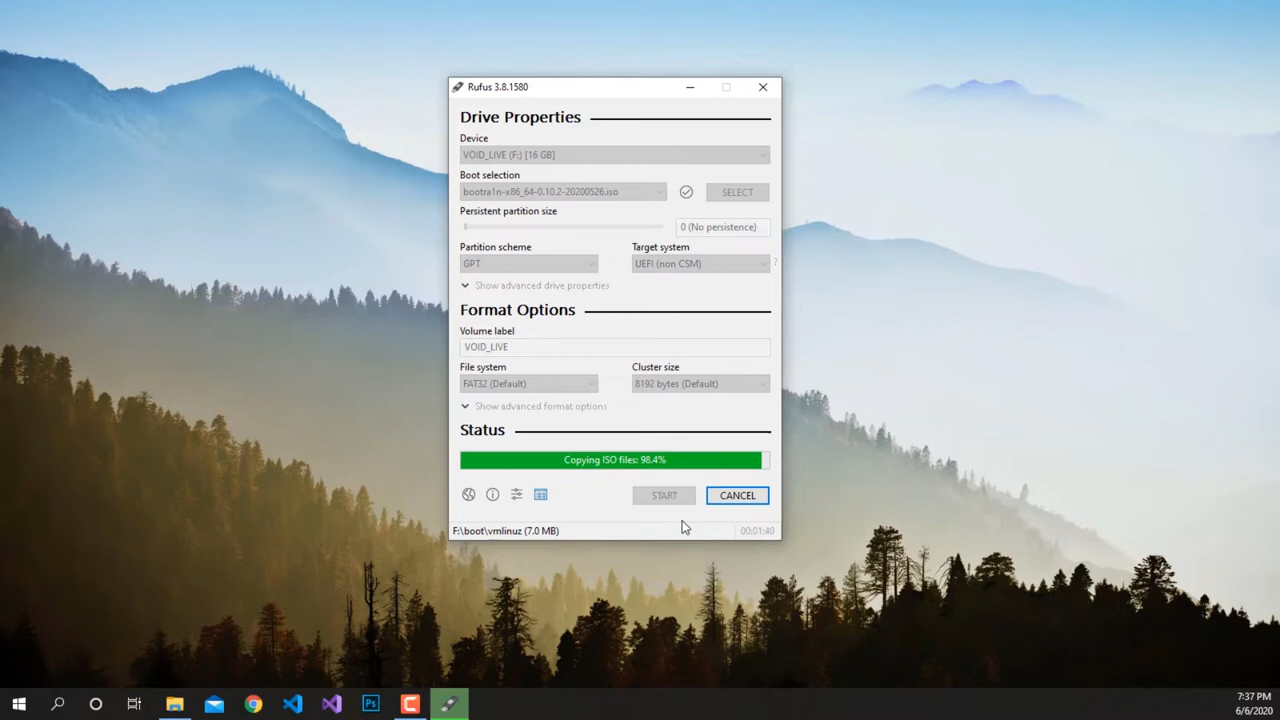 Rufus 3.8.1580
Drive Properties
Device
VOID_LIVE (F:) [16 GB]
Boot selection
bootra1n-x86_64-0.10.2-20200526.iso
SELECT
Persistent partition size
0 (No persistence)
Partition scheme
Target system
GPT
UEFI (non CSM)
?
Show advanced drive properties
Format Options
Volume label
VOID_LIVE
File system
Cluster size
FAT32 (Default)
8192 bytes (Default)
Show advanced format options
Status
Copying ISO files: 98.4%
START
CANCEL
F:\boot\vmlinuz (7.0 MB)
00:01:40
Ps
7:37 PM
6/6/2020